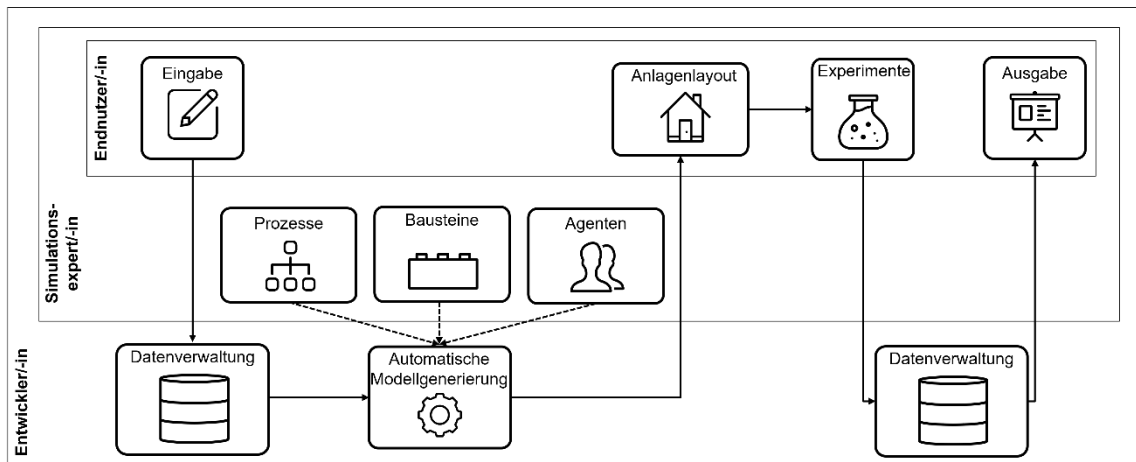 Endnutzer/-in
Eingabe
Anlagenlayout
Experimente
Ausgabe
Simulations-
expert/-in
Prozesse
Bausteine
Agenten
Entwickler/-in
Datenverwaltung
Automatische
Modellgenerierung
Datenverwaltung